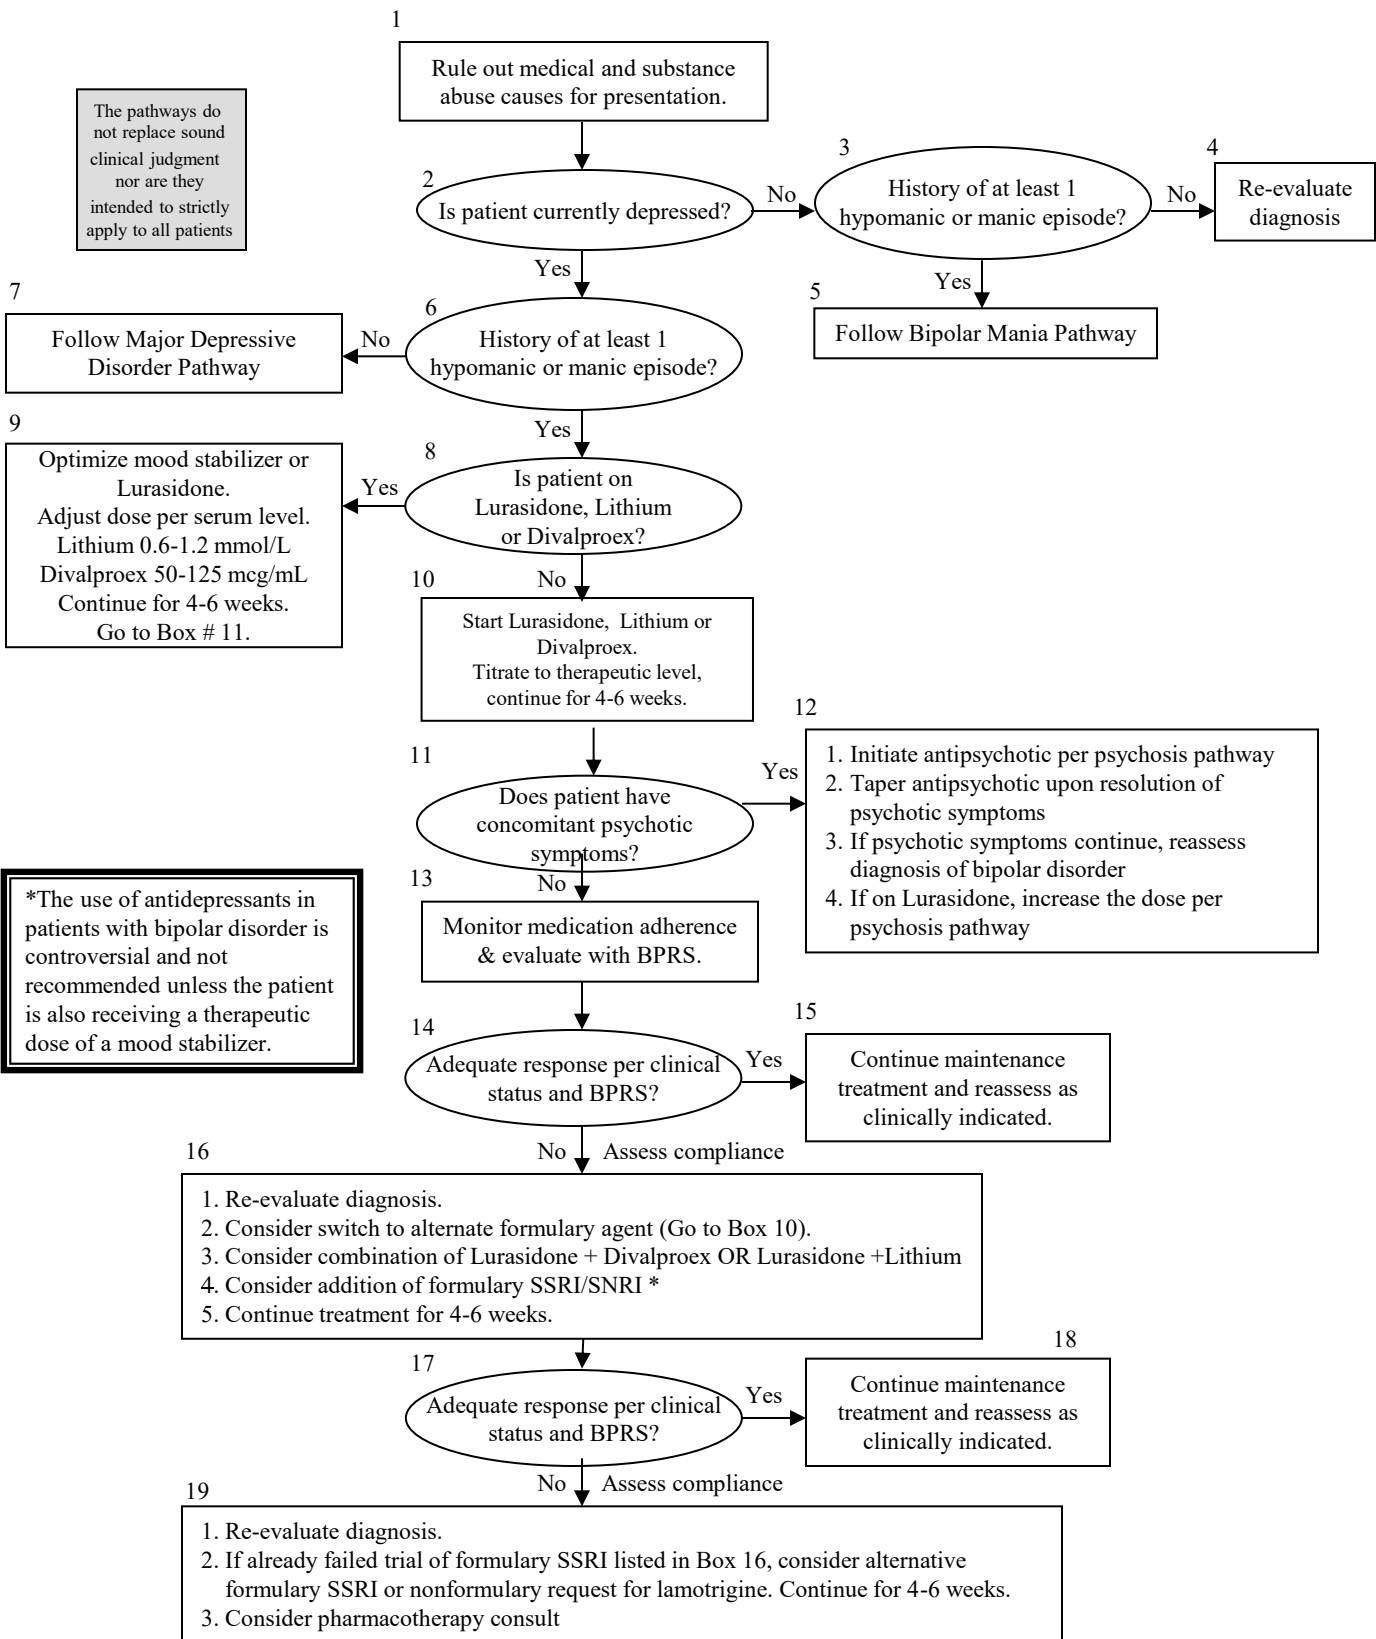 1
Rule out medical and substance
abuse causes for presentation.
The pathways do
not replace sound
clinical judgment
nor are they
intended to strictly
apply to all patients
2
Is patient currently depressed?
No
3
History of at least 1
hypomanic or manic episode?
No
4
Re-evaluate
diagnosis
Yes
Yes
5
Follow Bipolar Mania Pathway
6
History of at least 1
hypomanic or manic episode?
No
7
Follow Major Depressive
Disorder Pathway
Yes
8
Is patient on
Lurasidone, Lithium
or Divalproex?
Yes
9
Optimize mood stabilizer or
Lurasidone.
Adjust dose per serum level.
Lithium 0.6-1.2 mmol/L
Divalproex 50-125 mcg/mL
Continue for 4-6 weeks.
Go to Box # 11.
No
10
Start Lurasidone, Lithium or
Divalproex.
Titrate to therapeutic level,
continue for 4-6 weeks.
11
Does patient have
concomitant psychotic
symptoms?
Yes
12
1. Initiate antipsychotic per psychosis pathway
2. Taper antipsychotic upon resolution of
psychotic symptoms
3. If psychotic symptoms continue, reassess
diagnosis of bipolar disorder
4. If on Lurasidone, increase the dose per
psychosis pathway
No
13
Monitor medication adherence
& evaluate with BPRS.
*The use of antidepressants in
patients with bipolar disorder is
controversial and not
recommended unless the patient
is also receiving a therapeutic
dose of a mood stabilizer.
14
Adequate response per clinical
status and BPRS?
Yes
15
Continue maintenance
treatment and reassess as
clinically indicated.
No Assess compliance
16
1. Re-evaluate diagnosis.
2. Consider switch to alternate formulary agent (Go to Box 10).
3. Consider combination of Lurasidone + Divalproex OR Lurasidone +Lithium
4. Consider addition of formulary SSRI/SNRI *
5. Continue treatment for 4-6 weeks.
17
Adequate response per clinical
status and BPRS?
Yes
18
Continue maintenance
treatment and reassess as
clinically indicated.
No Assess compliance
19
1. Re-evaluate diagnosis.
2. If already failed trial of formulary SSRI listed in Box 16, consider alternative
formulary SSRI or nonformulary request for lamotrigine. Continue for 4-6 weeks.
3. Consider pharmacotherapy consult